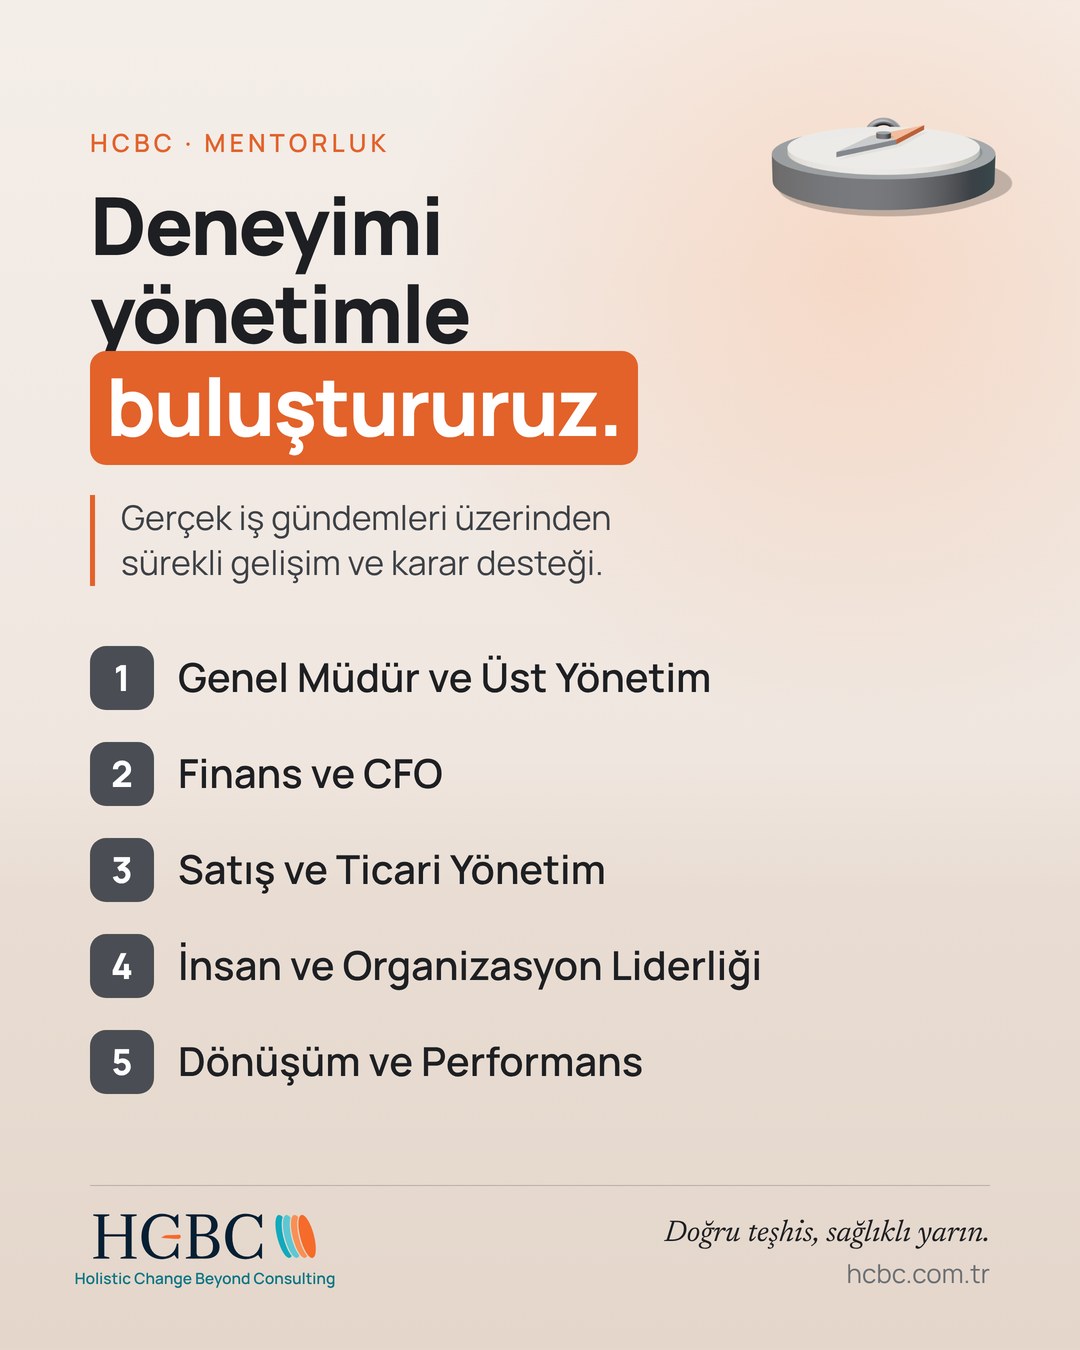 HCBC · MENTORLUK
Deneyimi
yönetimle
buluştururuz.
Gerçek iş gündemleri üzerinden
sürekli gelişim ve karar desteği.
1 Genel Müdür ve Üst Yönetim
2 Finans ve CFO
3 Satış ve Ticari Yönetim
4 İnsan ve Organizasyon Liderliği
5 Dönüşüm ve Performans
HCBC
Holistic Change Beyond Consulting
Doğru teşhis, sağlıklı yarın.
hcbc.com.tr